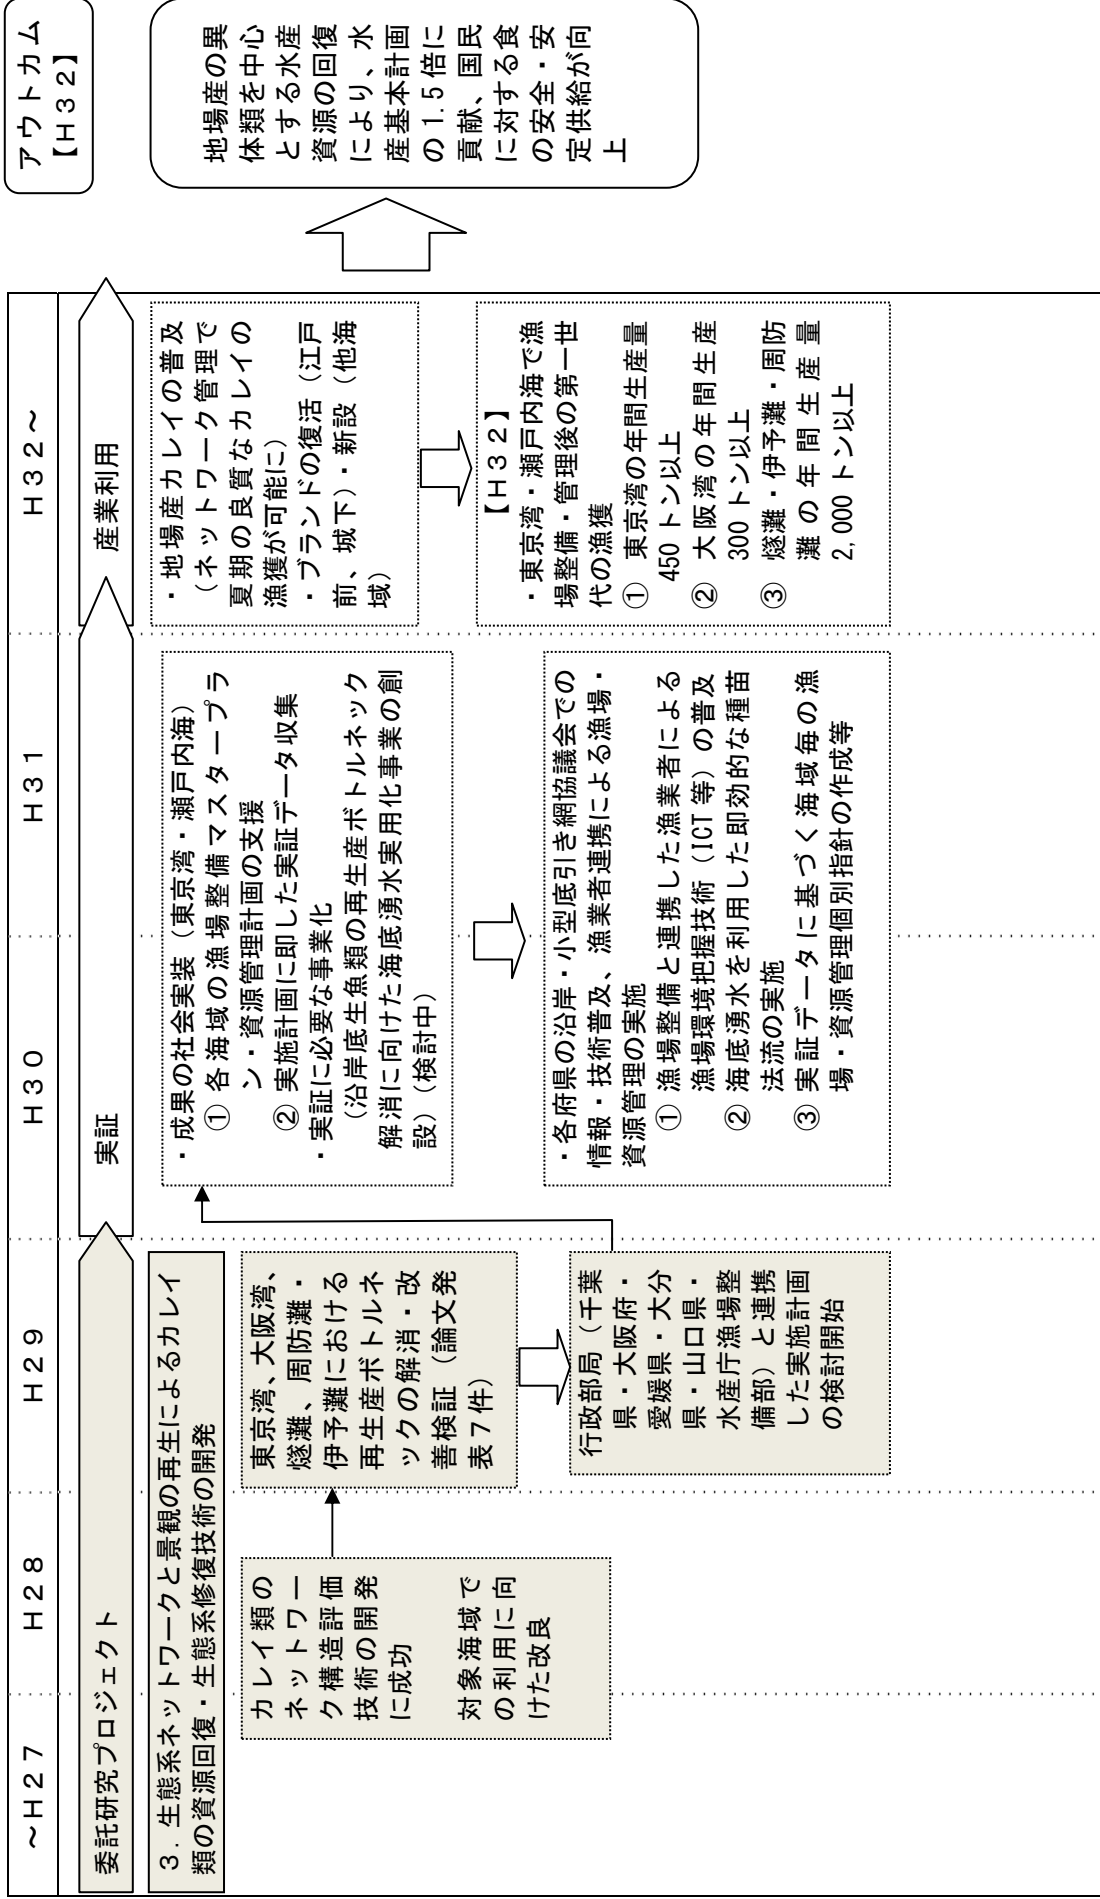 ～Ｈ２７
Ｈ２８
Ｈ２９
Ｈ３０
Ｈ３１
Ｈ３２～
アウトカム
【Ｈ３２】
委託研究プロジェクト
実証
産業利用
３．生態系ネットワークと景観の再生によるカレイ
類の資源回復・生態系修復技術の開発
カレイ類の
ネットワー
ク構造評価
技術の開発
に成功
対象海域で
の利用に向
けた改良
東京湾、大阪湾、
燧灘、周防灘・
伊予灘における
再生産ボトルネ
ックの解消・改
善検証（論文発
表７件）
行政部局（千葉
県・大阪府・
愛媛県・大分
県・山口県・
水産庁漁場整
備部）と連携
した実施計画
の検討開始
・成果の社会実装（東京湾・瀬戸内海）
① 各海域の漁場整備マスタープラ
ン・資源管理計画の支援
② 実施計画に即した実証データ収集
・実証に必要な事業化
（沿岸底生魚類の再生産ボトルネック
解消に向けた海底湧水実用化事業の創
設）（検討中）
・各府県の沿岸・小型底引き網協議会での
情報・技術普及、漁業者連携による漁場・
資源管理の実施
① 漁場整備と連携した漁業者による
漁場環境把握技術（ICT 等）の普及
② 海底湧水を利用した即効的な種苗
法流の実施
③ 実証データに基づく海域毎の漁
場・資源管理個別指針の作成等
・地場産カレイの普及
（ネットワーク管理で
夏期の良質なカレイの
漁獲が可能に）
・ブランドの復活（江戸
前、城下）・新設（他海
域）
【Ｈ３２】
・東京湾・瀬戸内海で漁
場整備・管理後の第一世
代の漁獲
① 東京湾の年間生産量
450 トン以上
② 大阪湾の年間生産
300 トン以上
③ 燧灘・伊予灘・周防
灘の年間生産量
2,000 トン以上
地場産の異
体類を中心
とする水産
資源の回復
により、水
産基本計画
の 1.5 倍に
貢献、国民
に対する食
の安全・安
定供給が向
上